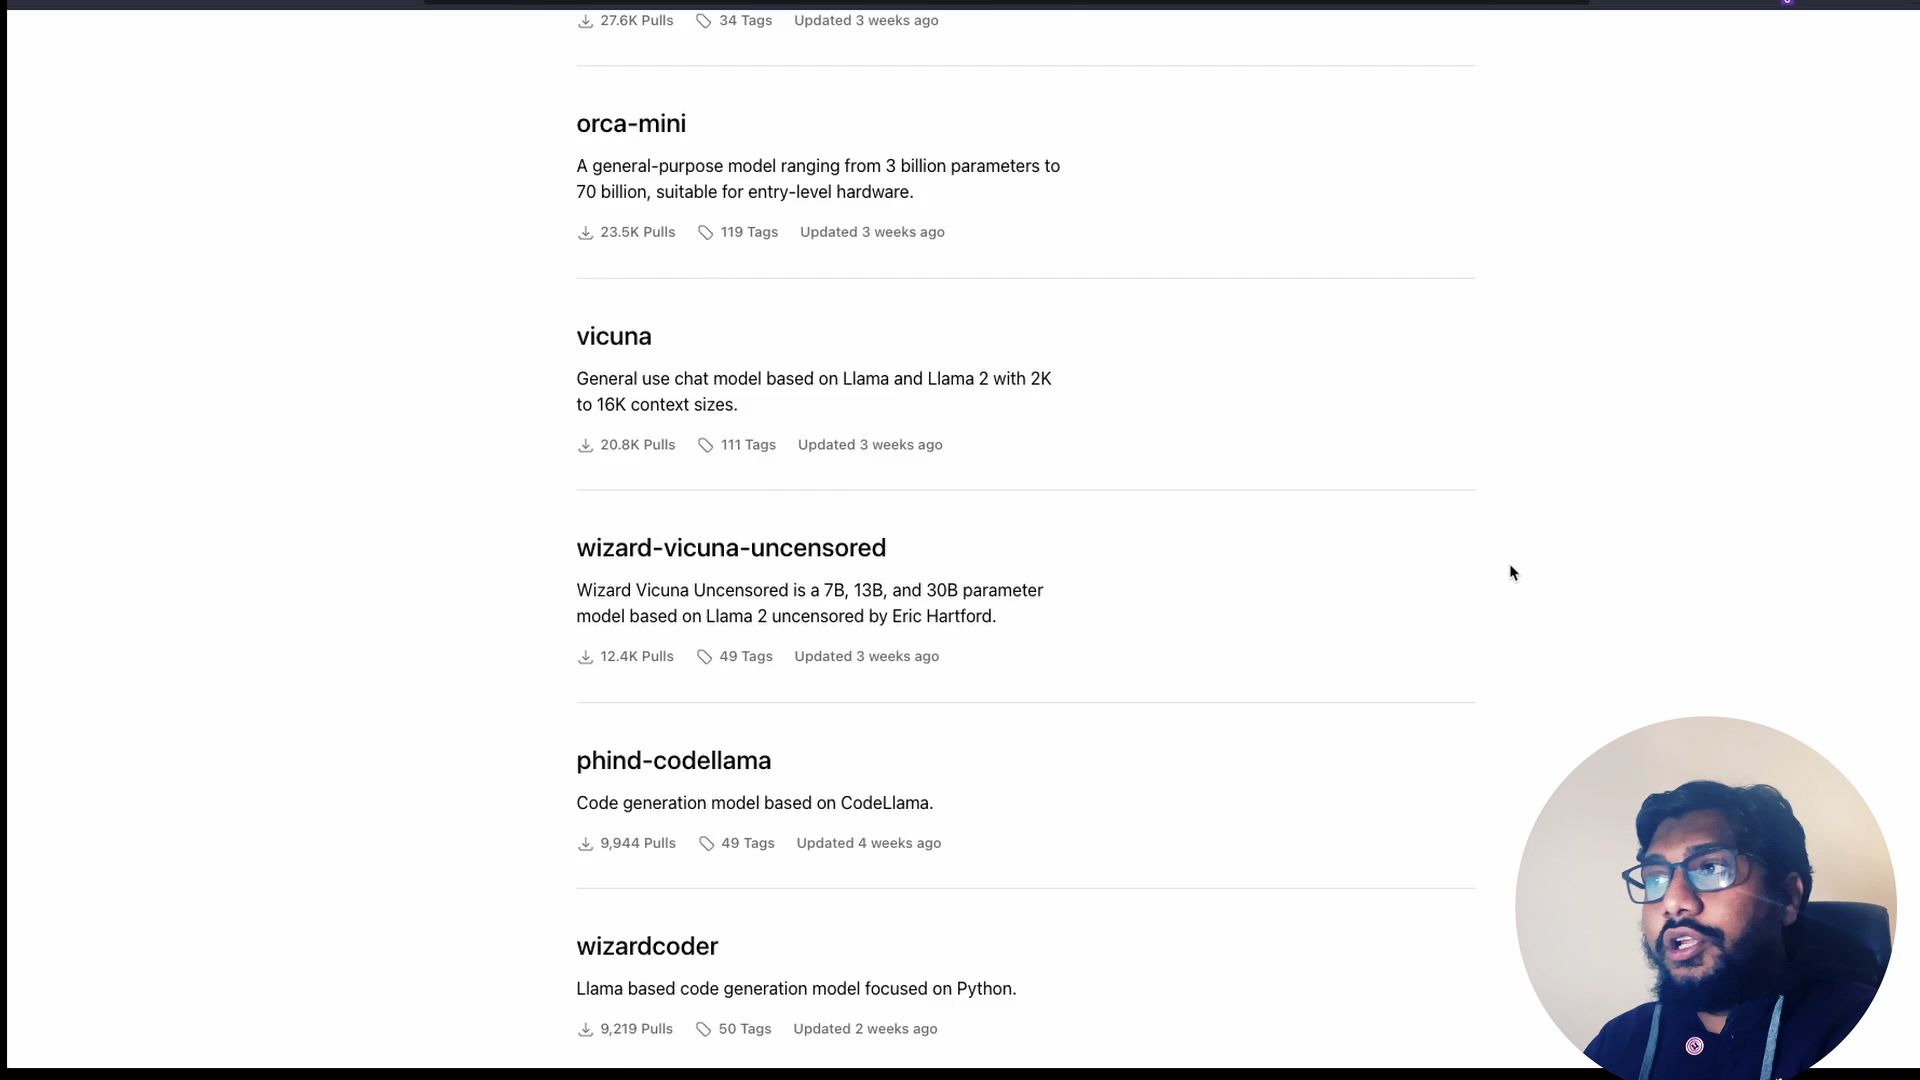 27.6K Pulls 34 Tags Updated 3 weeks ago
orca-mini
A general-purpose model ranging from 3 billion parameters to
70 billion, suitable for entry-level hardware.
23.5K Pulls 119 Tags Updated 3 weeks ago
vicuna
General use chat model based on Llama and Llama 2 with 2K
to 16K context sizes.
20.8K Pulls 111 Tags Updated 3 weeks ago
wizard-vicuna-uncensored
Wizard Vicuna Uncensored is a 7B, 13B, and 30B parameter
model based on Llama 2 uncensored by Eric Hartford.
12.4K Pulls 49 Tags Updated 3 weeks ago
phind-codellama
Code generation model based on CodeLlama.
9,944 Pulls 49 Tags Updated 4 weeks ago
wizardcoder
Llama based code generation model focused on Python.
9,219 Pulls 50 Tags Updated 2 weeks ago